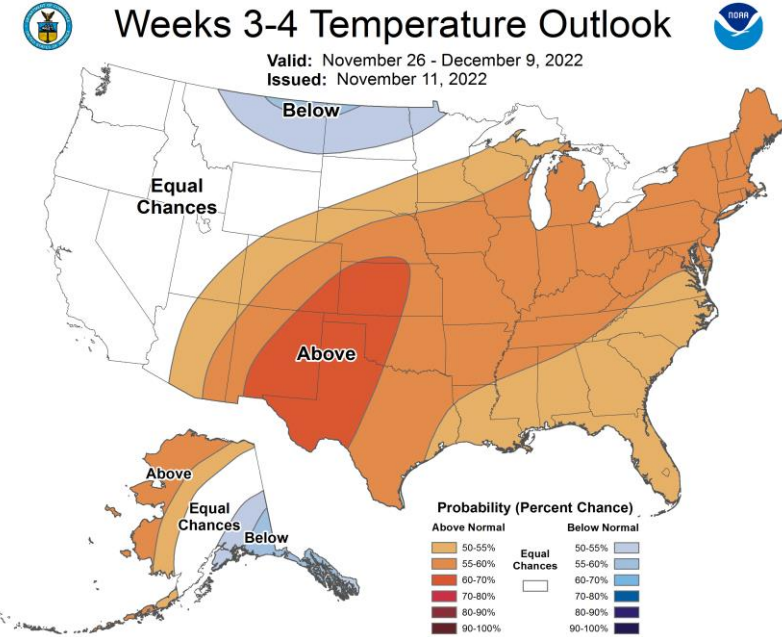 Weeks 3-4 Temperature Outlook
NOAA
Valid: November 26 - December 9, 2022
Issued: November 11, 2022
Below
Equal
Chances
Above
Above
Equal
Chances
Below
Probability (Percent Chance)
Above Normal
Below Normal
Equal
Chances
50-55%
55-60%
60-70%
70-80%
80-90%
90-100%
50-55%
55-60%
60-70%
70-80%
80-90%
90-100%